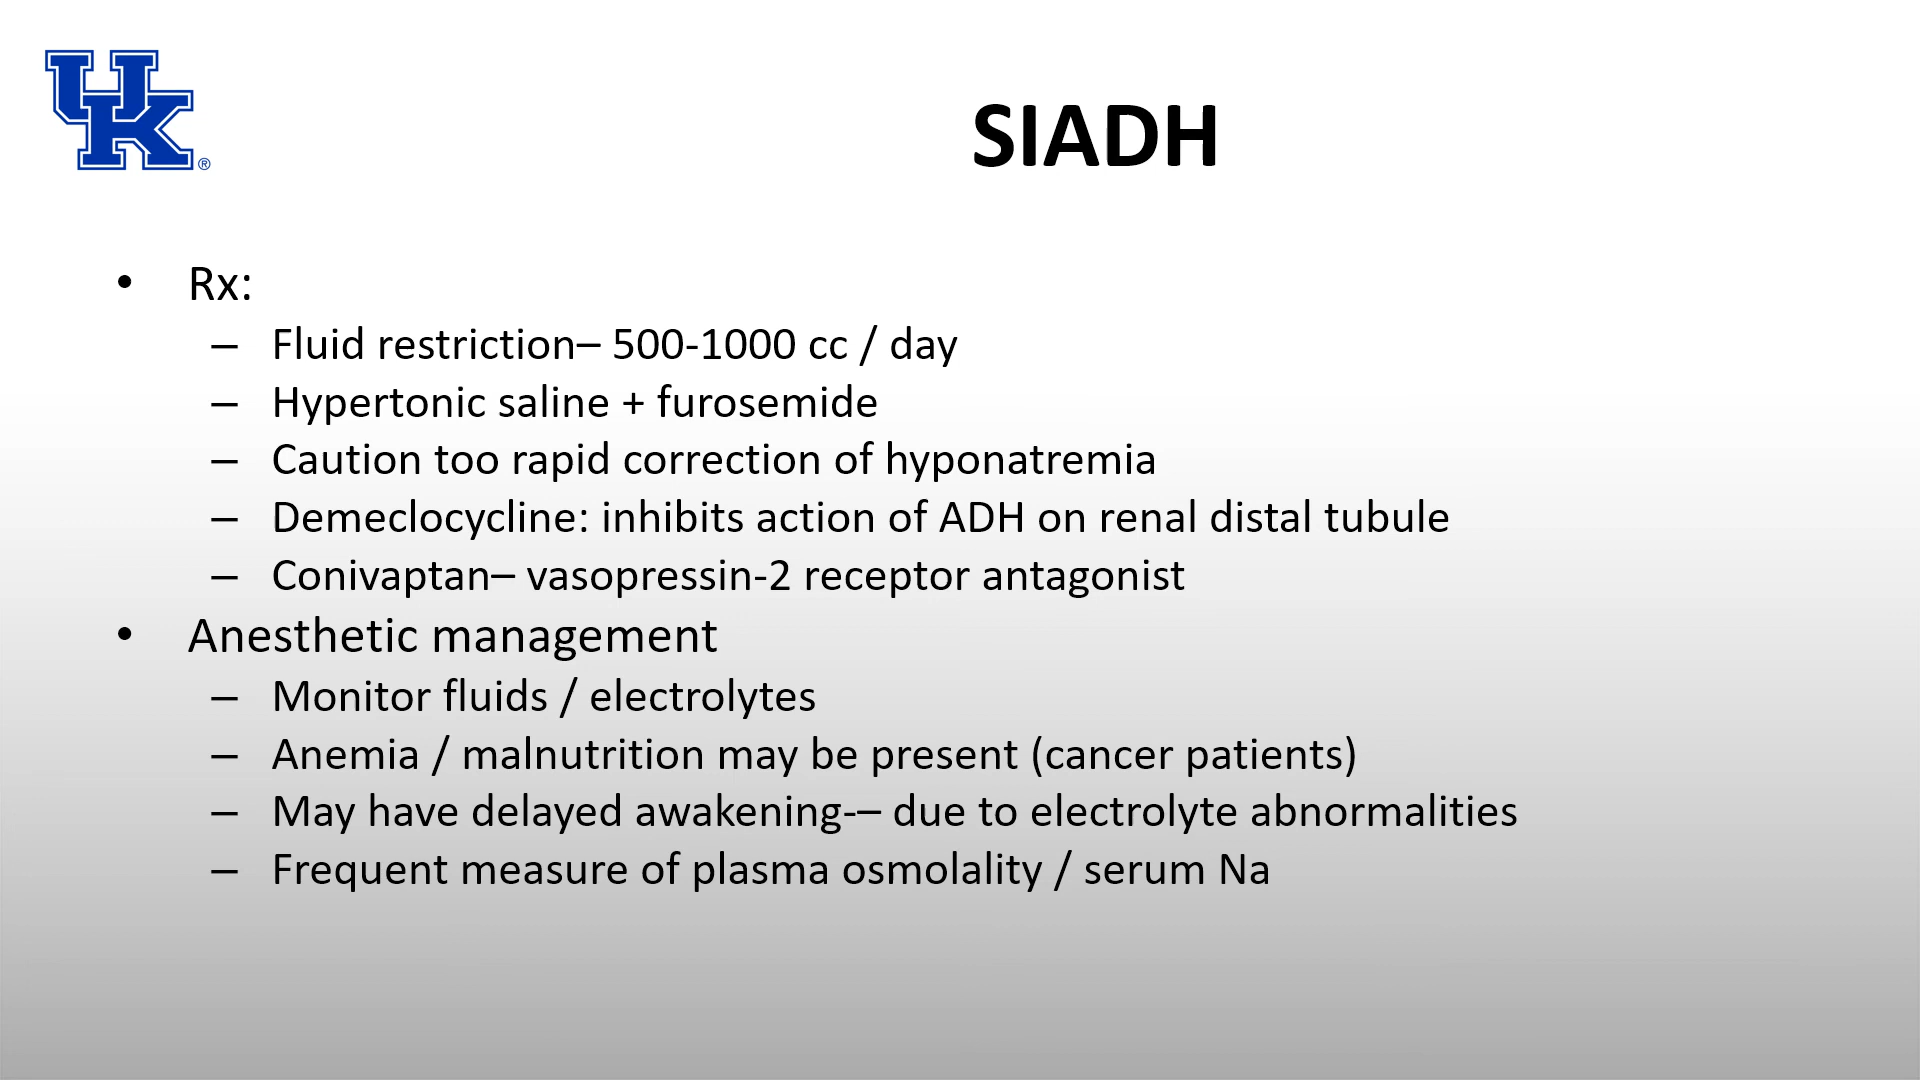 UK®
SIADH
• Rx:
– Fluid restriction– 500-1000 cc / day
– Hypertonic saline + furosemide
– Caution too rapid correction of hyponatremia
– Demeclocycline: inhibits action of ADH on renal distal tubule
– Conivaptan– vasopressin-2 receptor antagonist
• Anesthetic management
– Monitor fluids / electrolytes
– Anemia / malnutrition may be present (cancer patients)
– May have delayed awakening-– due to electrolyte abnormalities
– Frequent measure of plasma osmolality / serum Na